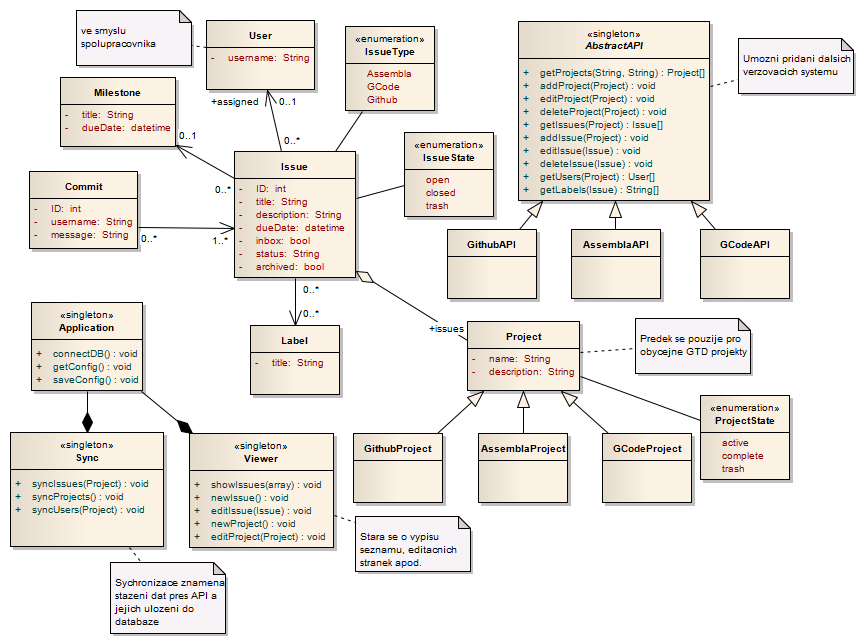 ve smyslu
spolupracovnika
User
- username: String
+assigned
0..1
0..*
«enumeration»
IssueType
Assembla
GCode
Github
«singleton»
AbstractAPI
+ getProjects(String, String) : Project[]
+ addProject(Project) : void
+ editProject(Project) : void
+ deleteProject(Project) : void
+ getIssues(Project) : Issue[]
+ addIssue(Project) : void
+ editIssue(Issue) : void
+ deleteIssue(Issue) : void
+ getUsers(Project) : User[]
+ getLabels(Issue) : String[]
Umozni pridani dalsich
verzovacich systemu
Milestone
- title: String
- dueDate: datetime
0..1
0..*
«enumeration»
IssueState
open
closed
trash
Issue
- ID: int
- title: String
- description: String
- dueDate: datetime
- inbox: bool
- status: String
- archived: bool
Commit
- ID: int
- username: String
- message: String
0..*
1..*
GithubAPI
AssemblaAPI
GCodeAPI
0..*
0..*
Label
- title: String
+issues
Project
- name: String
- description: String
Predek se pouzije pro
obycejne GTD projekty
«singleton»
Application
+ connectDB() : void
+ getConfig() : void
+ saveConfig() : void
«enumeration»
ProjectState
active
complete
trash
GithubProject
AssemblaProject
GCodeProject
«singleton»
Sync
+ syncIssues(Project) : void
+ syncProjects() : void
+ syncUsers(Project) : void
«singleton»
Viewer
+ showIssues(array) : void
+ newIssue() : void
+ editIssue(Issue) : void
+ newProject() : void
+ editProject(Project) : void
Stara se o vypisu
seznamu, editacnich
stranek apod.
Sychronizace znamena
stazeni dat pres API a
jejich ulozeni do
databaze